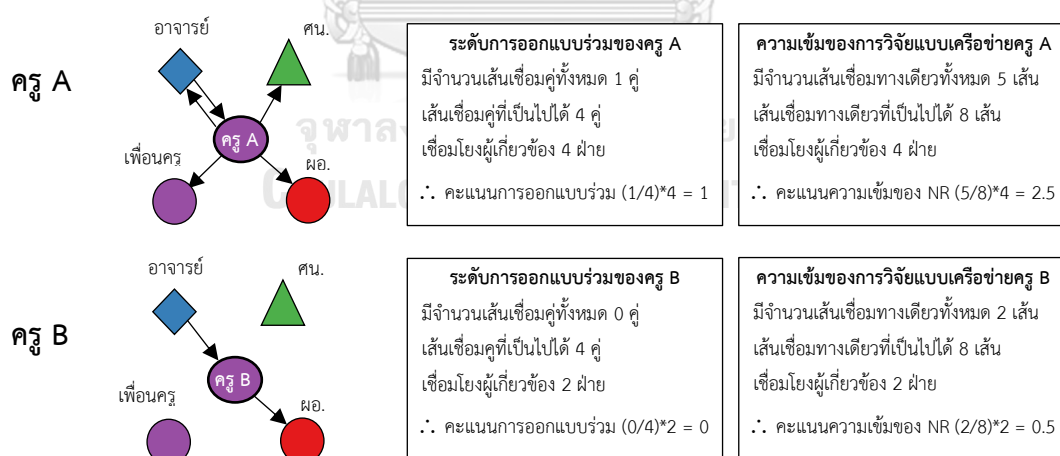 อาจารย์
ศน.
ครู A
ครู A
เพื่อนครู
ผอ.
ระดับการออกแบบร่วมของครู A
มีจำนวนเส้นเชื่อมคู่ทั้งหมด 1 คู่
เส้นเชื่อมคู่ที่เป็นไปได้ 4 คู่
เชื่อมโยงผู้เกี่ยวข้อง 4 ฝ่าย
∴ คะแนนการออกแบบร่วม (1/4)*4 = 1
ความเข้มของการวิจัยแบบเครือข่ายครู A
มีจำนวนเส้นเชื่อมทางเดียวทั้งหมด 5 เส้น
เส้นเชื่อมทางเดียวที่เป็นไปได้ 8 เส้น
เชื่อมโยงผู้เกี่ยวข้อง 4 ฝ่าย
∴ คะแนนความเข้มของ NR (5/8)*4 = 2.5
อาจารย์
ศน.
ครู B
ครู B
เพื่อนครู
ผอ.
ระดับการออกแบบร่วมของครู B
มีจำนวนเส้นเชื่อมคู่ทั้งหมด 0 คู่
เส้นเชื่อมคู่ที่เป็นไปได้ 4 คู่
เชื่อมโยงผู้เกี่ยวข้อง 2 ฝ่าย
∴ คะแนนการออกแบบร่วม (0/4)*2 = 0
ความเข้มของการวิจัยแบบเครือข่ายครู B
มีจำนวนเส้นเชื่อมทางเดียวทั้งหมด 2 เส้น
เส้นเชื่อมทางเดียวที่เป็นไปได้ 8 เส้น
เชื่อมโยงผู้เกี่ยวข้อง 2 ฝ่าย
∴ คะแนนความเข้มของ NR (2/8)*2 = 0.5